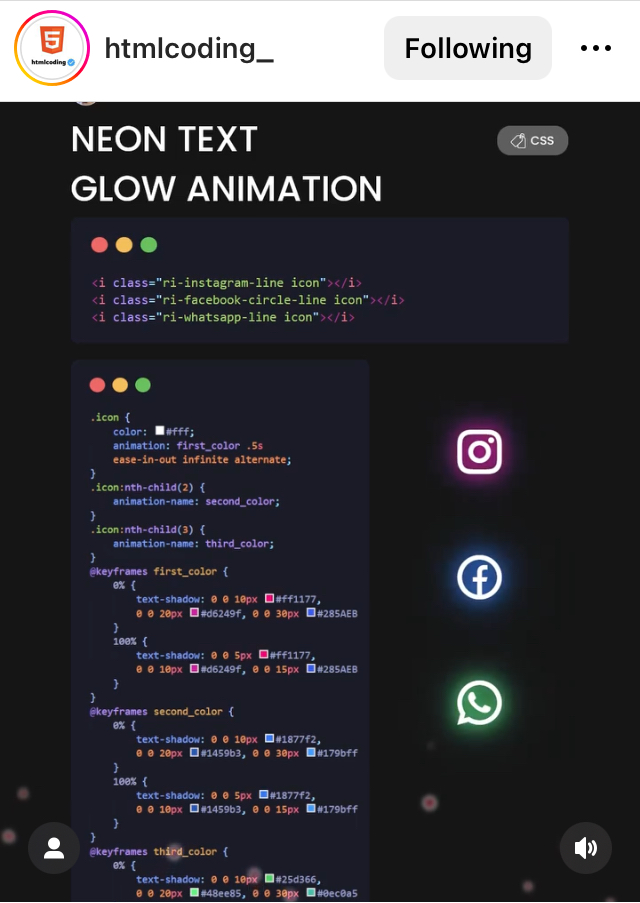 5
htmlcoding
htmlcoding_
Following
NEON TEXT
GLOW ANIMATION
CSS
<i class="ri-instagram-line icon"></i>
<i class="ri-facebook-circle-line icon"></i>
<i class="ri-whatsapp-line icon"></i>
.icon {
color: #fff;
animation: first_color .5s
ease-in-out infinite alternate;
}
.icon:nth-child(2) {
animation-name: second_color;
}
.icon:nth-child(3) {
animation-name: third_color;
}
@keyframes first_color {
0% {
text-shadow: 0 0 10px #ff1177,
0 0 20px #d6249f, 0 0 30px #285AEB
}
100% {
text-shadow: 0 0 5px #ff1177,
0 0 10px #d6249f, 0 0 15px #285AEB
}
}
@keyframes second_color {
0% {
text-shadow: 0 0 10px #1877f2,
0 0 20px #1459b3, 0 0 30px #179bff
}
100% {
text-shadow: 0 0 5px #1877f2,
0 0 10px #1459b3, 0 0 15px #179bff
}
}
@keyframes third_color {
0% {
text-shadow: 0 0 10px #25d366,
0 0 20px #48ee85, 0 0 30px #0ec0a5